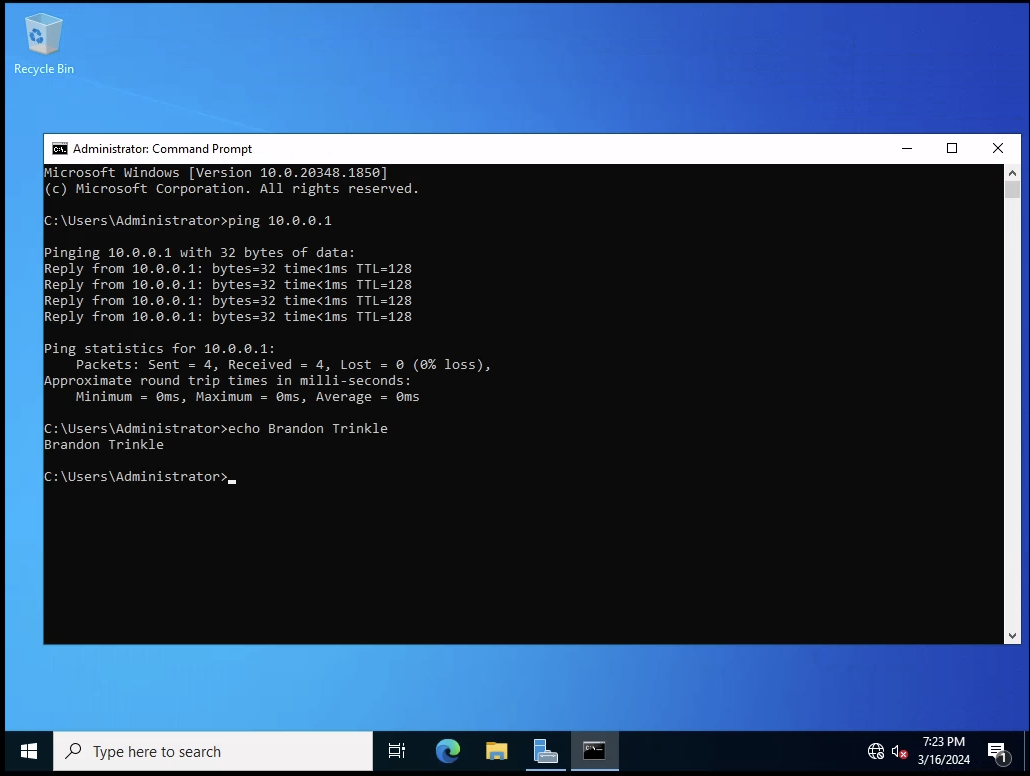 Recycle Bin
Administrator: Command Prompt
Microsoft Windows [Version 10.0.20348.1850]
(c) Microsoft Corporation. All rights reserved.
C:\Users\Administrator>ping 10.0.0.1
Pinging 10.0.0.1 with 32 bytes of data:
Reply from 10.0.0.1: bytes=32 time<1ms TTL=128
Reply from 10.0.0.1: bytes=32 time<1ms TTL=128
Reply from 10.0.0.1: bytes=32 time<1ms TTL=128
Reply from 10.0.0.1: bytes=32 time<1ms TTL=128
Ping statistics for 10.0.0.1:
    Packets: Sent = 4, Received = 4, Lost = 0 (0% loss),
Approximate round trip times in milli-seconds:
    Minimum = 0ms, Maximum = 0ms, Average = 0ms
C:\Users\Administrator>echo Brandon Trinkle
Brandon Trinkle
C:\Users\Administrator>
Type here to search
7:23 PM
3/16/2024
1